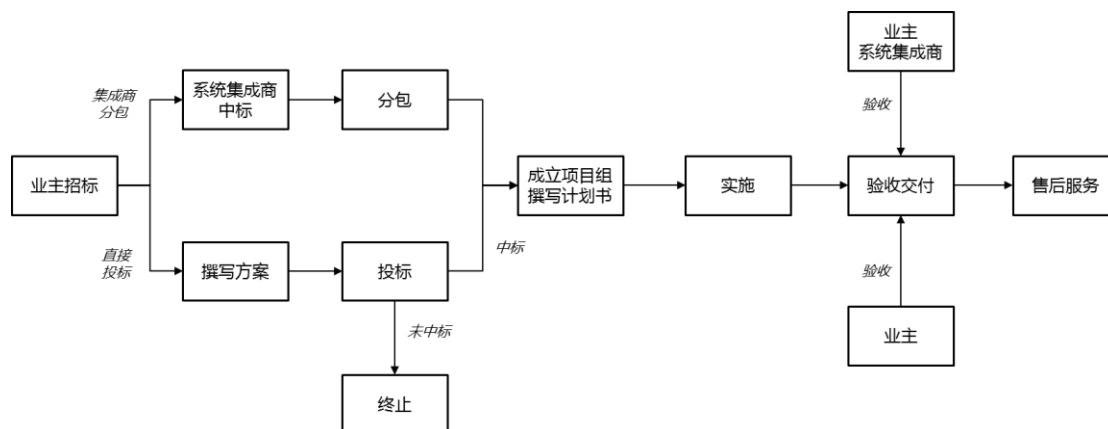 业主
系统集成商
集成商
分包
系统集成商
中标
分包
验收
业主招标
成立项目组
撰写计划书
实施
验收交付
售后服务
直接
投标
撰写方案
投标
中标
验收
未中标
业主
终止